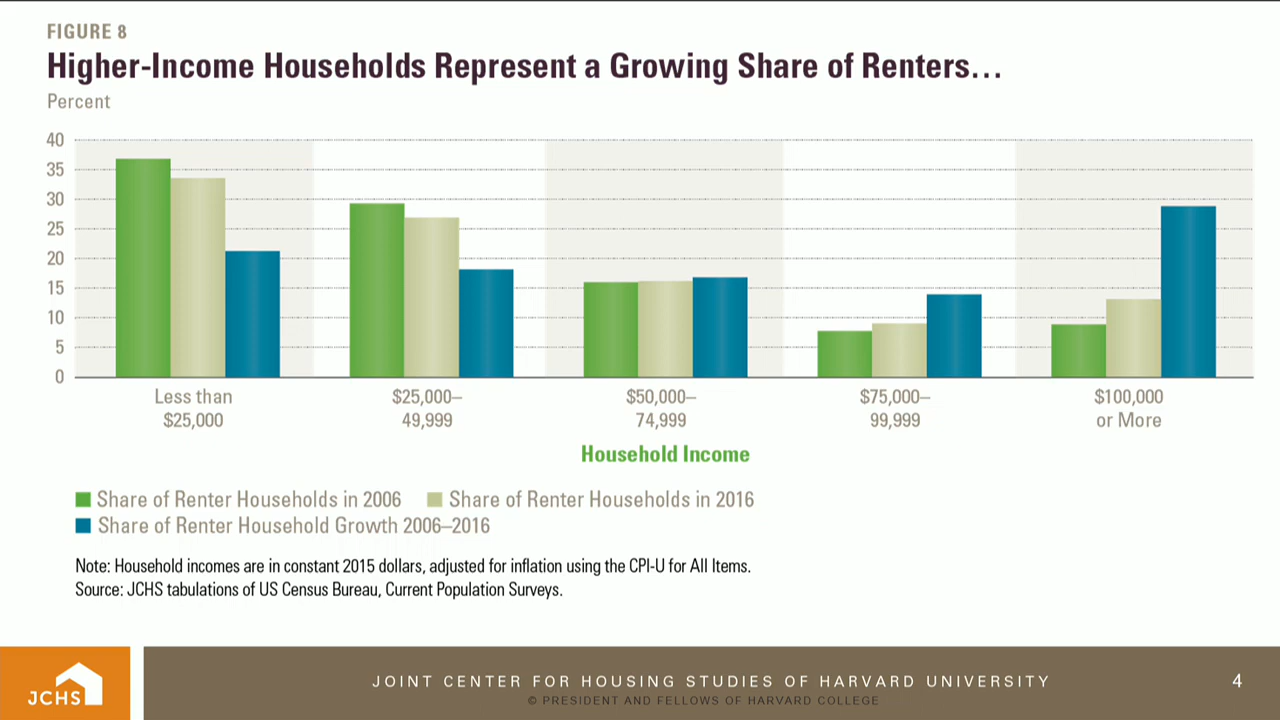 FIGURE 8
Higher-Income Households Represent a Growing Share of Renters…
Percent
40
35
30
25
20
15
10
5
0
Less than
$25,000
$25,000–
49,999
$50,000–
74,999
$75,000–
99,999
$100,000
or More
Household Income
Share of Renter Households in 2006
Share of Renter Households in 2016
Share of Renter Household Growth 2006–2016
Note: Household incomes are in constant 2015 dollars, adjusted for inflation using the CPI-U for All Items.
Source: JCHS tabulations of US Census Bureau, Current Population Surveys.
JCHS
JOINT CENTER FOR HOUSING STUDIES OF HARVARD UNIVERSITY
© PRESIDENT AND FELLOWS OF HARVARD COLLEGE
4